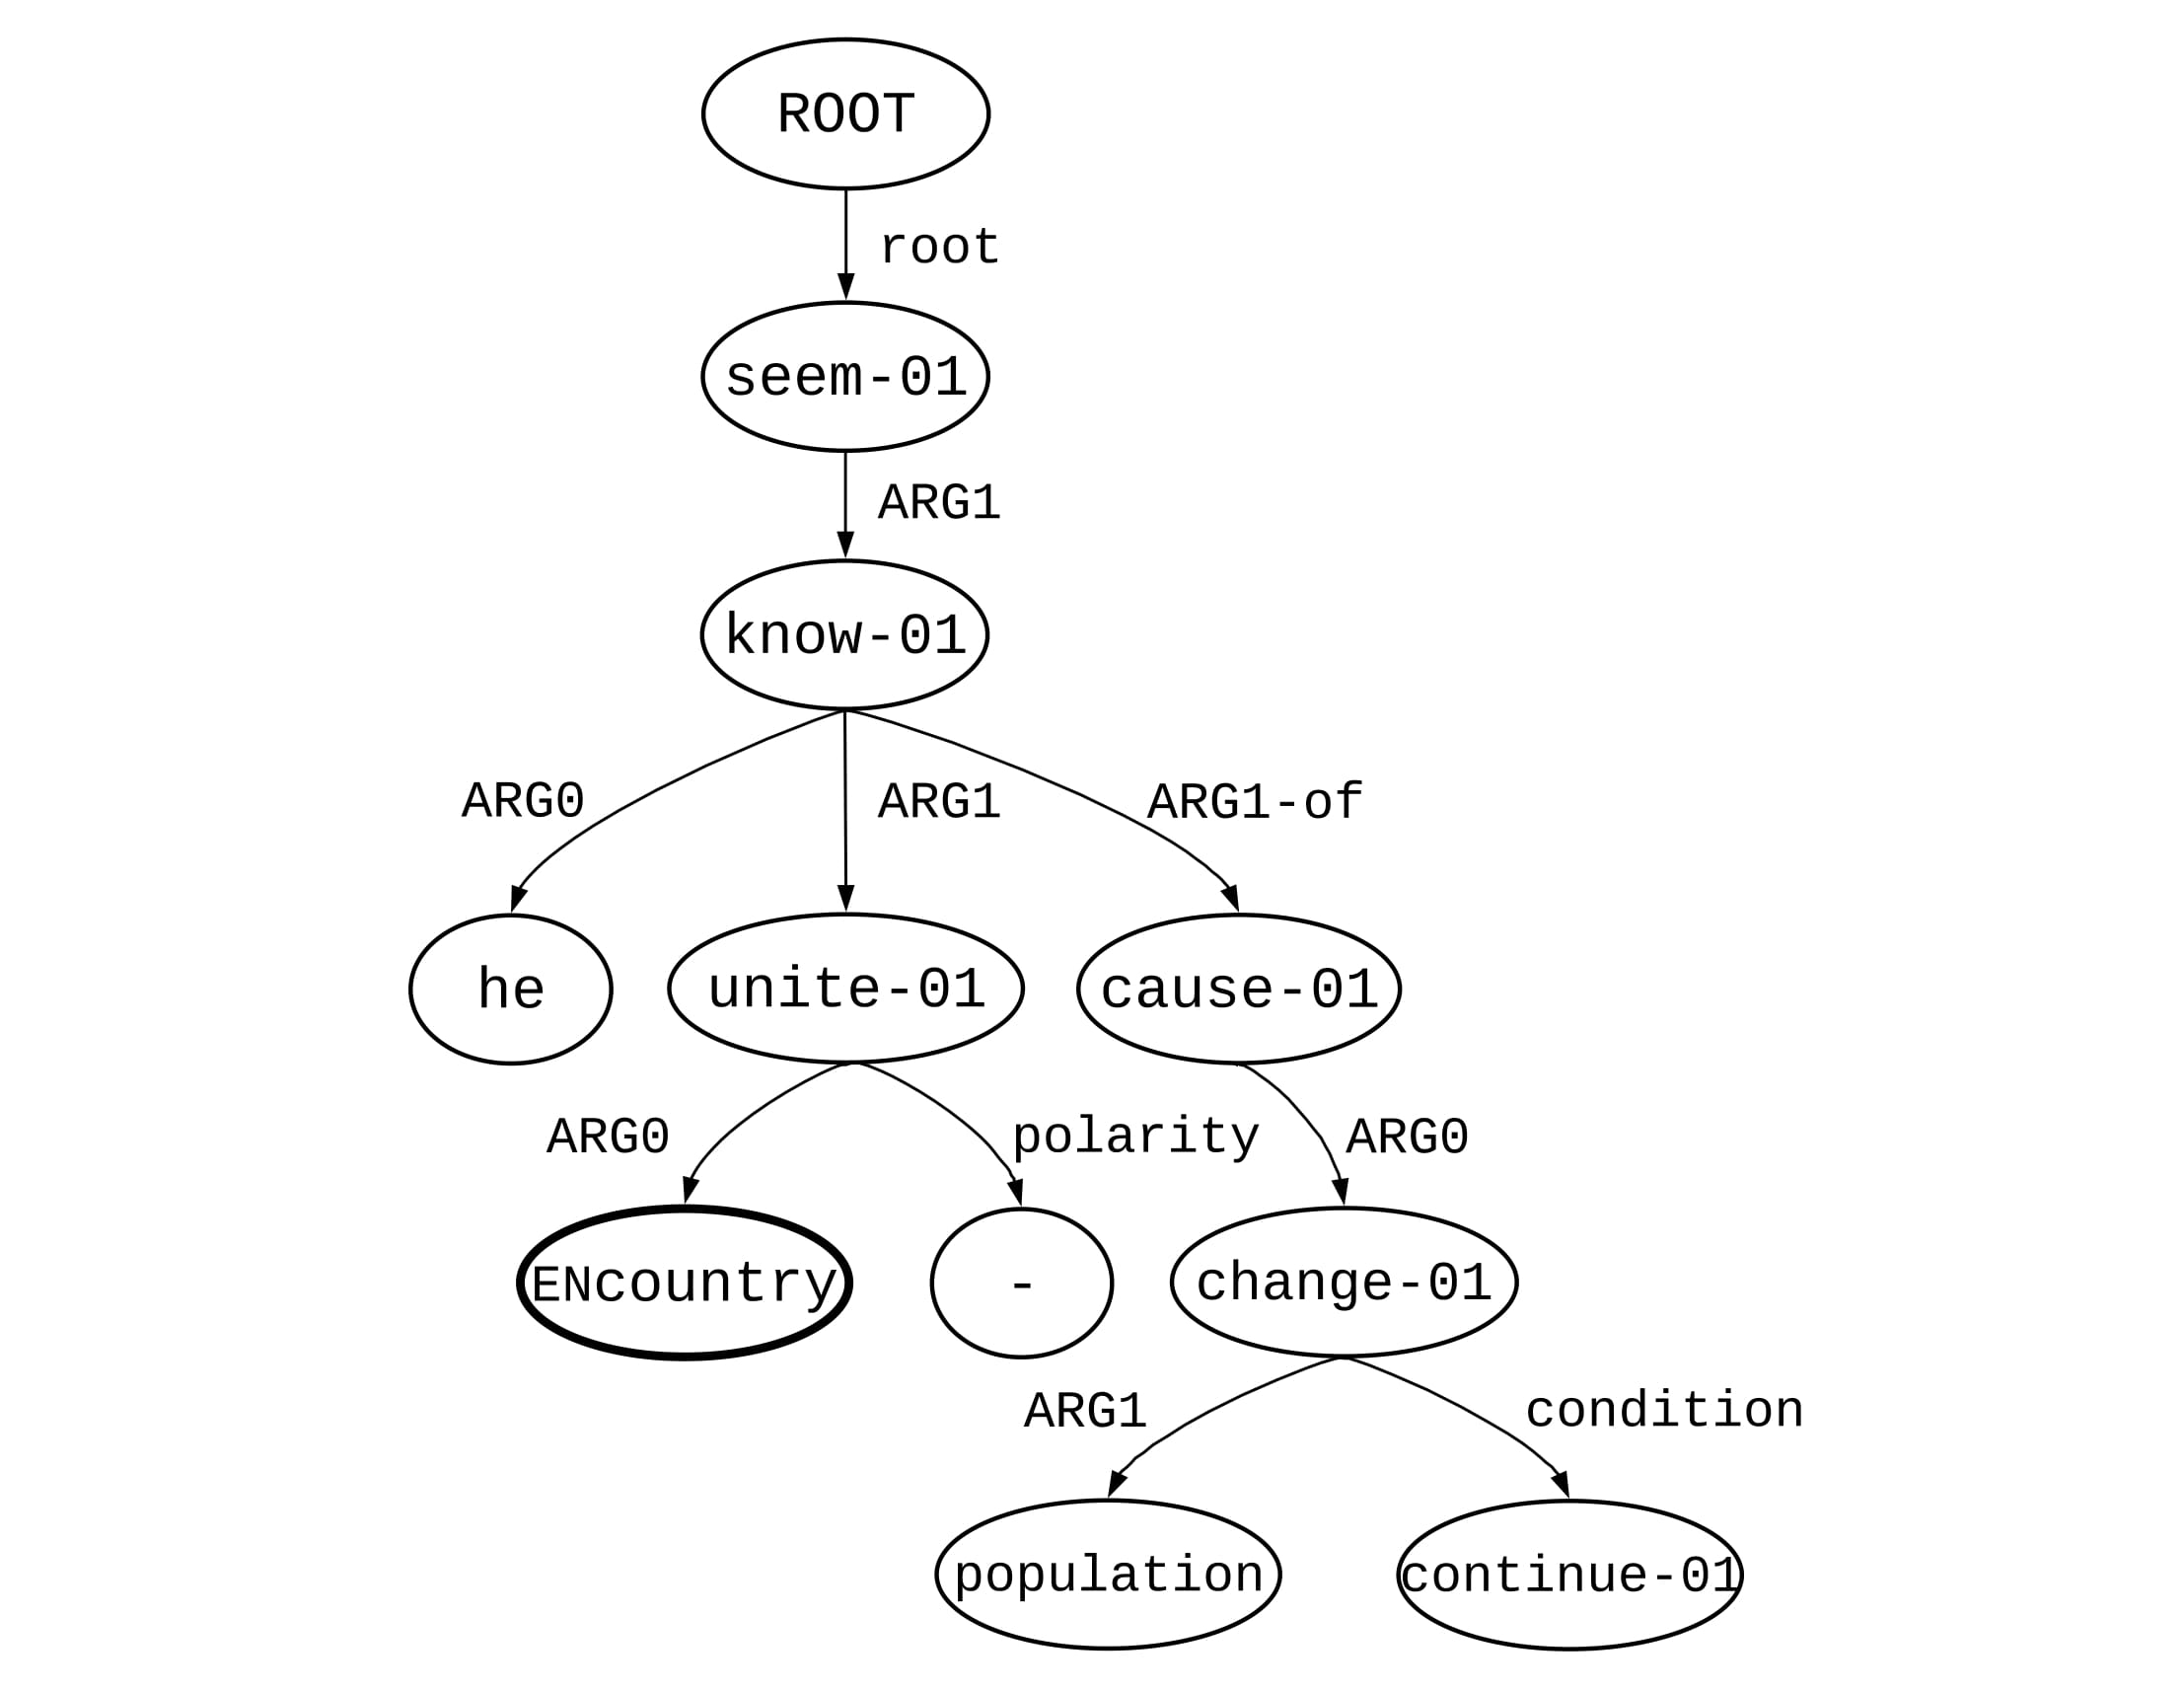 ROOT
root
seem-01
ARG1
know-01
ARG0 ARG1 ARG1-of
he unite-01 cause-01
ARG0 polarity ARG0
ENcountry - change-01
ARG1 condition
population continue-01